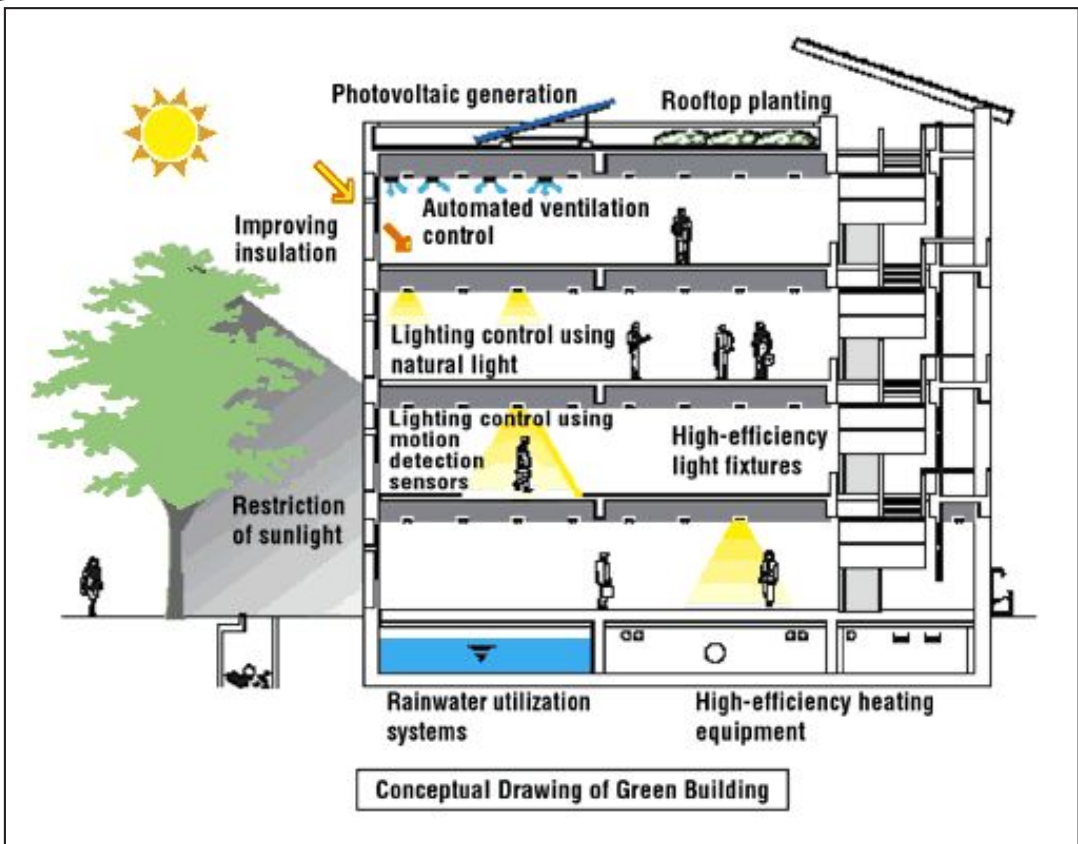 Photovoltaic generation
Rooftop planting
Improving
insulation
Automated ventilation
control
Lighting control using
natural light
Lighting control using
motion
detection
sensors
High-efficiency
light fixtures
Restriction
of sunlight
Rainwater utilization
systems
High-efficiency heating
equipment
Conceptual Drawing of Green Building